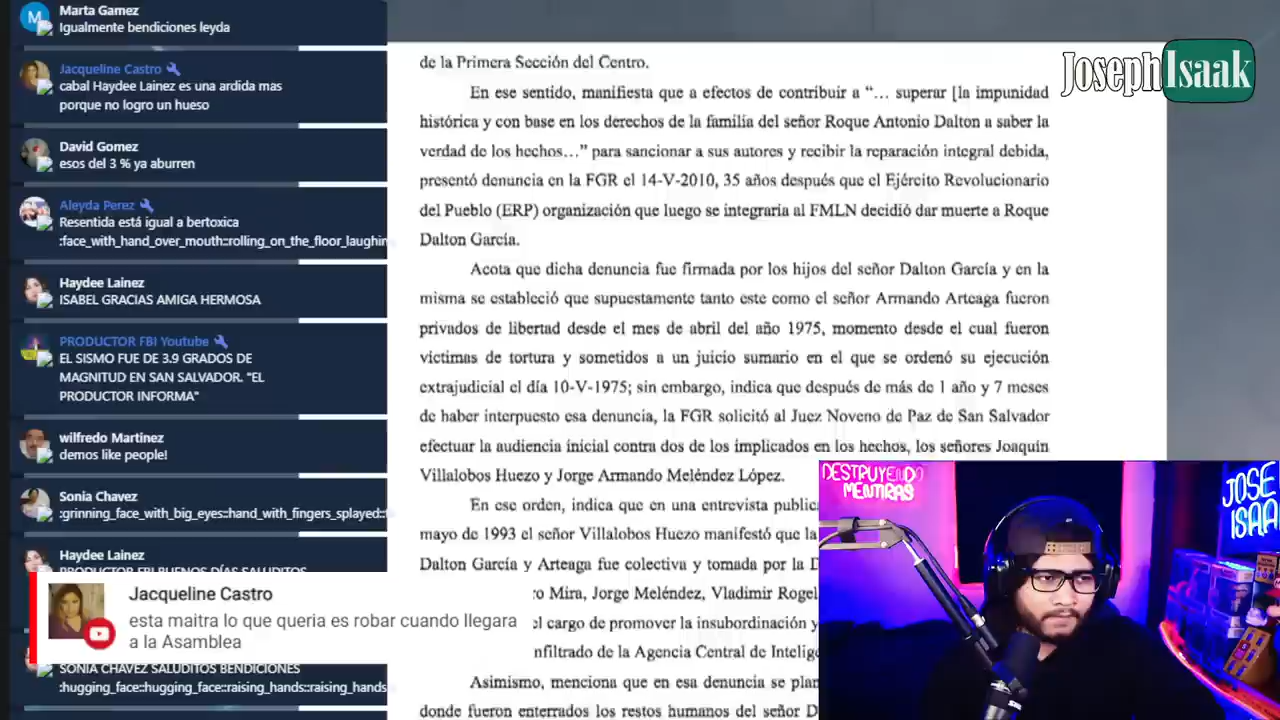 Marta Gamez
Igualmente bendiciones leyda
Jacqueline Castro
cabal Haydee Lainez es una ardida mas
porque no logro un hueso
David Gomez
esos del 3 % ya aburren
Aleyda Perez
Resentida está igual a bertoxica
:face_with_hand_over_mouth::rolling_on_the_floor_laughin
Haydee Lainez
ISABEL GRACIAS AMIGA HERMOSA
PRODUCTOR FBI Youtube
EL SISMO FUE DE 3.9 GRADOS DE
MAGNITUD EN SAN SALVADOR. "EL
PRODUCTOR INFORMA"
wilfredo Martinez
demos like people!
Sonia Chavez
:grinning_face_with_big_eyes::hand_with_fingers_splayed::t
Haydee Lainez
PRODUCTOR FBI BUENOS DÍAS SALUDITOS
Jacqueline Castro
esta maitra lo que queria es robar cuando llegara
a la Asamblea
SONIA CHAVEZ SALUDITOS BENDICIONES
:hugging_face::hugging_face::raising_hands::raising_hands
de la Primera Sección del Centro.
En ese sentido, manifiesta que a efectos de contribuir a “… superar [la impunidad
histórica y con base en los derechos de la familia del señor Roque Antonio Dalton a saber la
verdad de los hechos…” para sancionar a sus autores y recibir la reparación integral debida,
presentó denuncia en la FGR el 14-V-2010, 35 años después que el Ejército Revolucionario
del Pueblo (ERP) organización que luego se integraría al FMLN decidió dar muerte a Roque
Dalton García.
Acota que dicha denuncia fue firmada por los hijos del señor Dalton García y en la
misma se estableció que supuestamente tanto este como el señor Armando Arteaga fueron
privados de libertad desde el mes de abril del año 1975, momento desde el cual fueron
víctimas de tortura y sometidos a un juicio sumario en el que se ordenó su ejecución
extrajudicial el día 10-V-1975; sin embargo, indica que después de más de 1 año y 7 meses
de haber interpuesto esa denuncia, la FGR solicitó al Juez Noveno de Paz de San Salvador
efectuar la audiencia inicial contra dos de los implicados en los hechos, los señores Joaquín
Villalobos Huezo y Jorge Armando Meléndez López.
En ese orden, indica que en una entrevista public
mayo de 1993 el señor Villalobos Huezo manifestó que la
Dalton García y Arteaga fue colectiva y tomada por la D
ro Mira, Jorge Meléndez, Vladimir Rogel
el cargo de promover la insubordinación y
nfiltrado de la Agencia Central de Intelig
Asimismo, menciona que en esa denuncia se plan
donde fueron enterrados los restos humanos del señor D
JosephIsaak
DESTRUYENDO
MENTIRAS
JOSE
ISAA